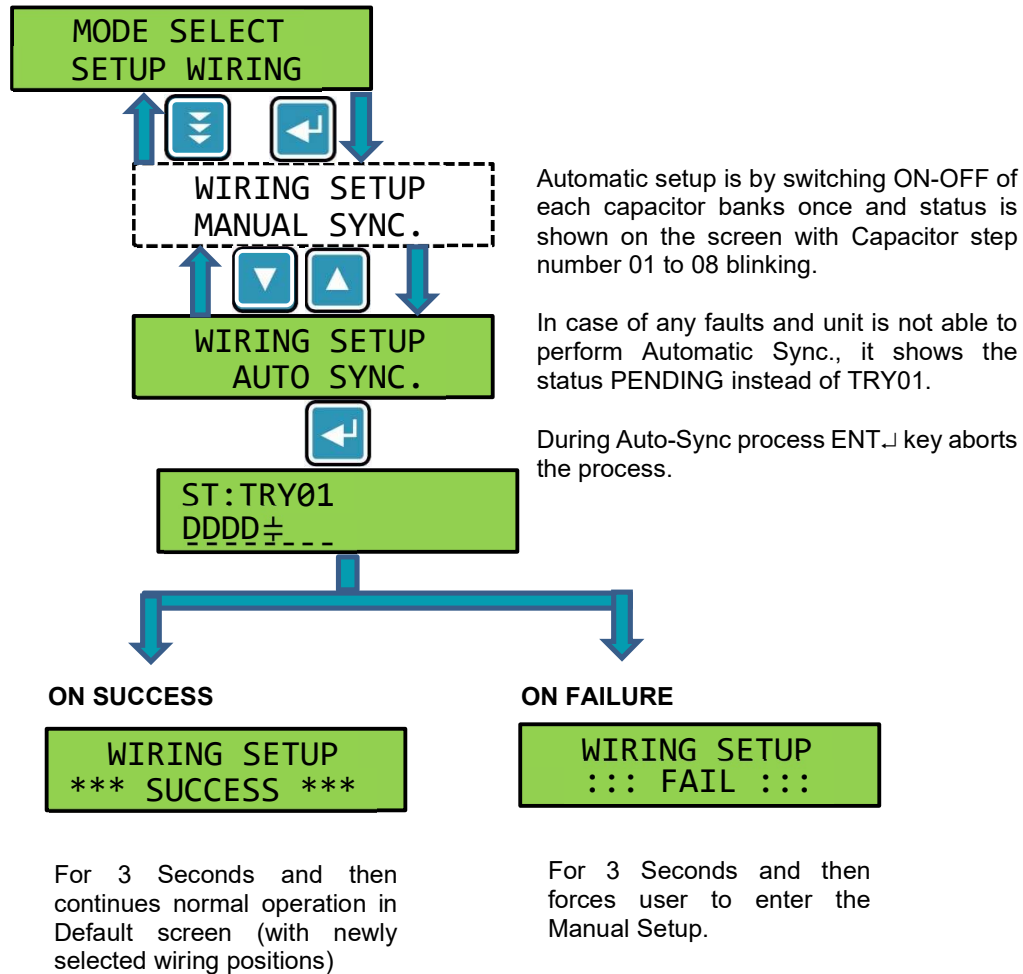 MODE SELECT
SETUP WIRING
WIRING SETUP
MANUAL SYNC.
WIRING SETUP
AUTO SYNC.
Automatic setup is by switching ON-OFF of
each capacitor banks once and status is
shown on the screen with Capacitor step
number 01 to 08 blinking.
In case of any faults and unit is not able to
perform Automatic Sync., it shows the
status PENDING instead of TRY01.
During Auto-Sync process ENT↵ key aborts
the process.
ST:TRY01
DDDD
ON SUCCESS
WIRING SETUP
*** SUCCESS ***
For 3 Seconds and then
continues normal operation in
Default screen (with newly
selected wiring positions)
ON FAILURE
WIRING SETUP
::: FAIL :::
For 3 Seconds and then
forces user to enter the
Manual Setup.